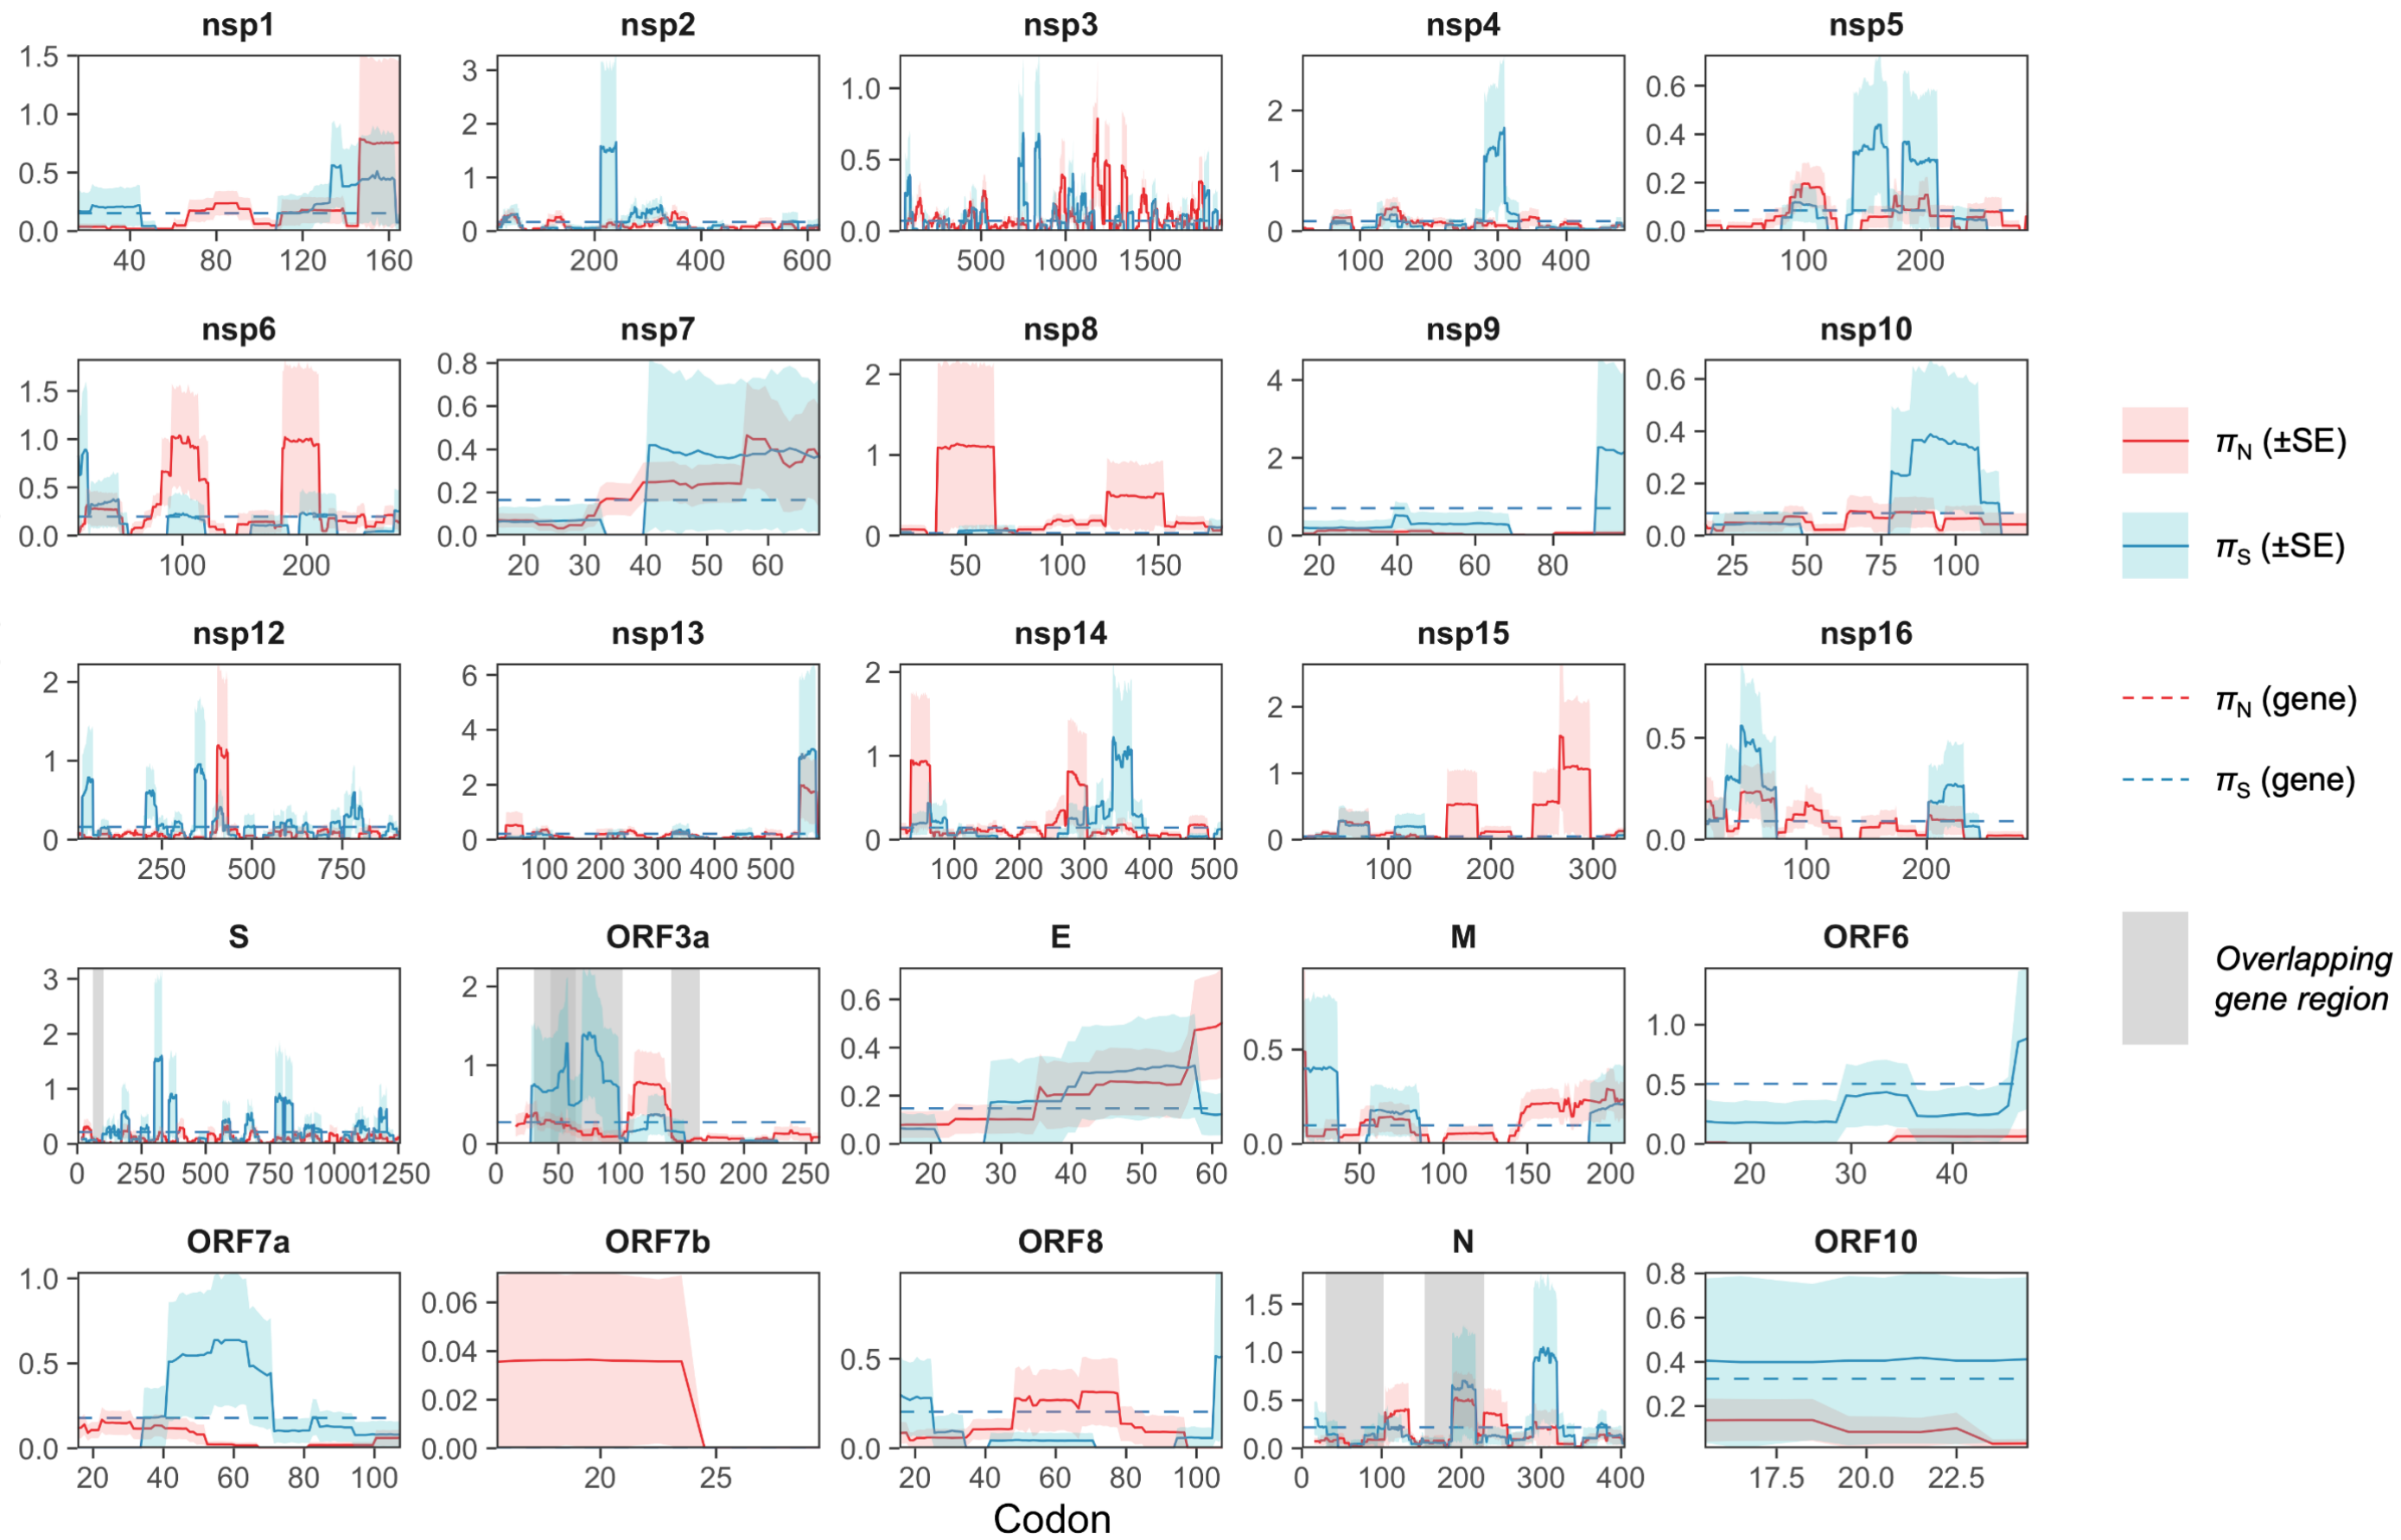 nsp1 nsp2 nsp3 nsp4 nsp5
1.5 1.0 0.5 0.0
40 80 120 160
3 2 1 0
200 400 600
1.0 0.5 0.0
500 1000 1500
2 1 0
100 200 300 400
0.6 0.4 0.2 0.0
100 200
nsp6 nsp7 nsp8 nsp9 nsp10
1.5 1.0 0.5 0.0
100 200
0.8 0.6 0.4 0.2 0.0
20 30 40 50 60
2 1 0
50 100 150
4 2 0
20 40 60 80
0.6 0.4 0.2 0.0
25 50 75 100
nsp12 nsp13 nsp14 nsp15 nsp16
2 1 0
250 500 750
6 4 2 0
100 200 300 400 500
2 1 0
100 200 300 400 500
2 1 0
100 200 300
0.5 0.0
100 200
S ORF3a E M ORF6
3 2 1 0
0 250 500 750 1000 1250
2 1 0
0 50 100 150 200 250
0.6 0.4 0.2 0.0
20 30 40 50 60
0.5 0.0
50 100 150 200
1.0 0.5 0.0
20 30 40
ORF7a ORF7b ORF8 N ORF10
1.0 0.5 0.0
20 40 60 80 100
0.06 0.04 0.02 0.00
20 25
0.5 0.0
20 40 60 80 100
1.5 1.0 0.5 0.0
0 100 200 300 400
0.8 0.6 0.4 0.2
17.5 20.0 22.5
Codon
πN (±SE)
πS (±SE)
πN (gene)
πS (gene)
Overlapping
gene region